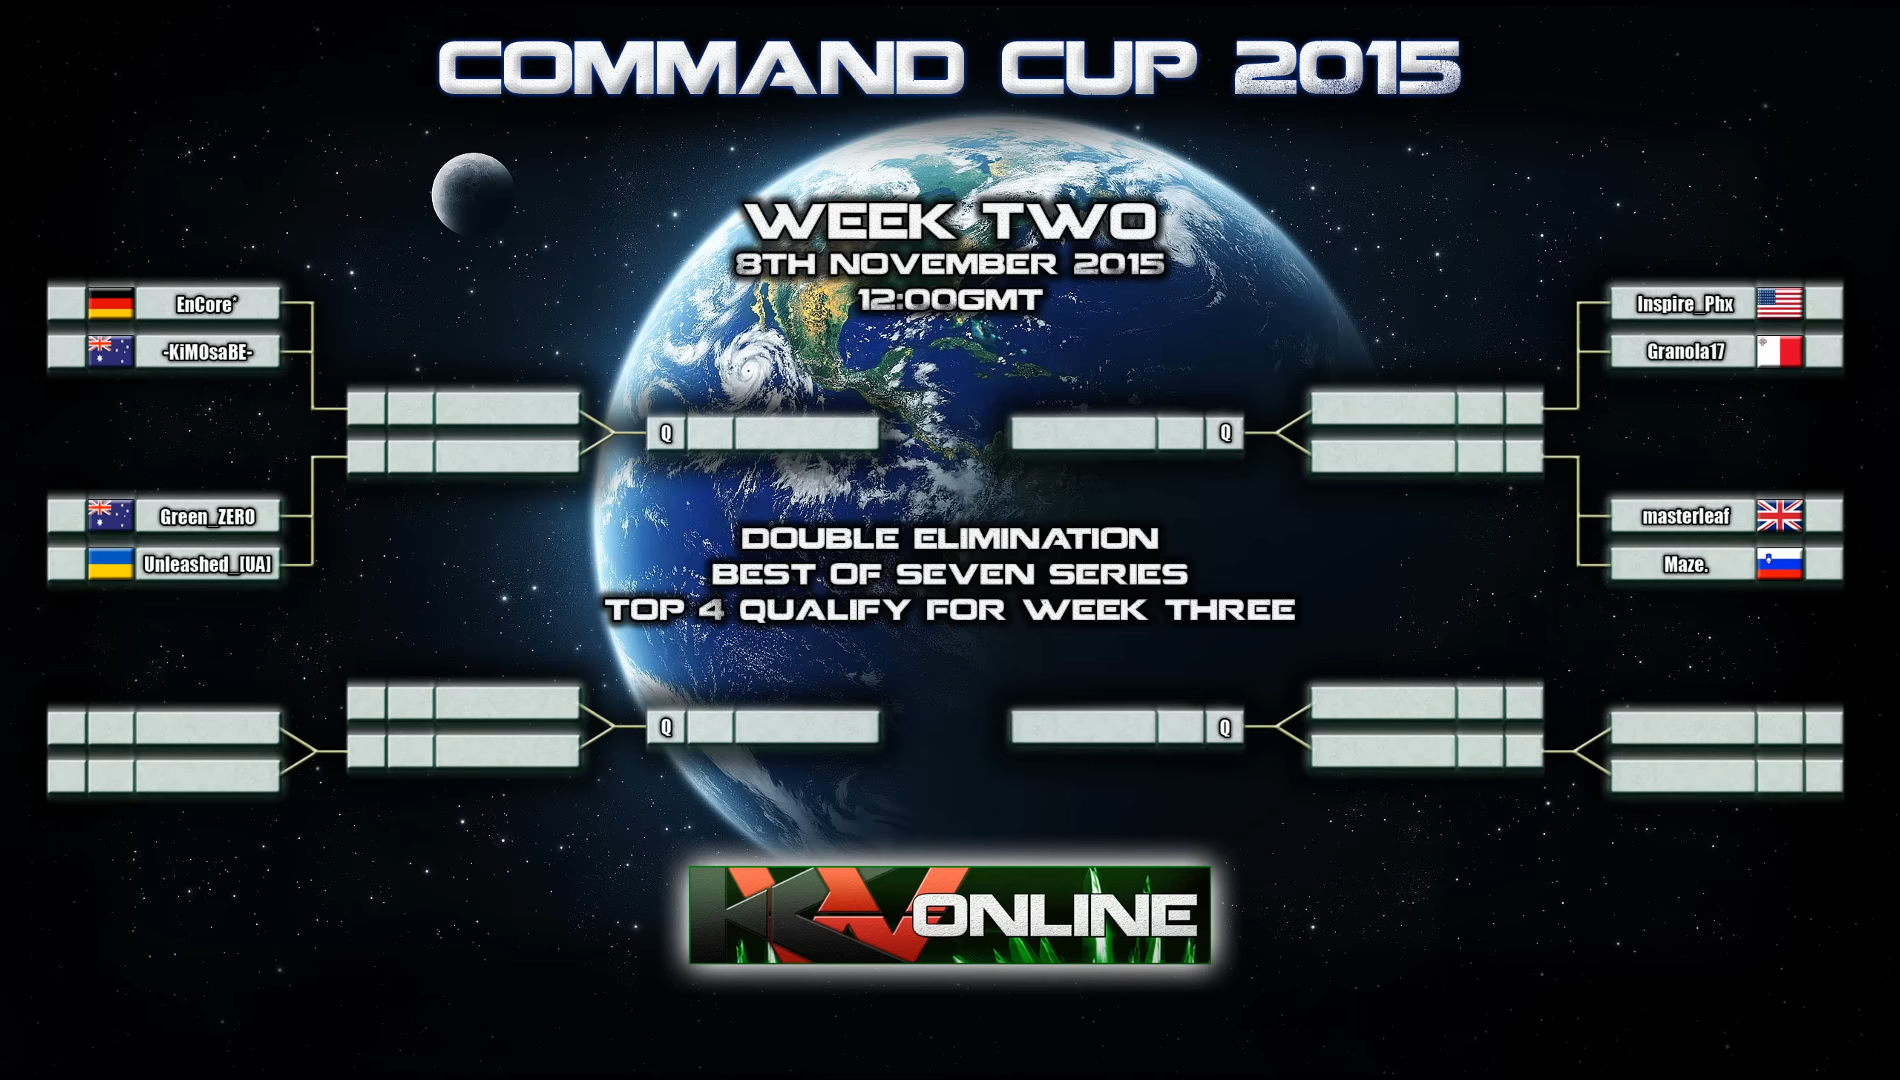 COMMAND CUP 2015
WEEK TWO
8TH NOVEMBER 2015
12:00GMT
EnCore*
-KiMOsaBE-
Green_ZERO
Unleashed_[UA]
Inspire_Phx
Granola17
masterleaf
Maze.
Q
Q
DOUBLE ELIMINATION
BEST OF SEVEN SERIES
TOP 4 QUALIFY FOR WEEK THREE
Q
Q
KW ONLINE